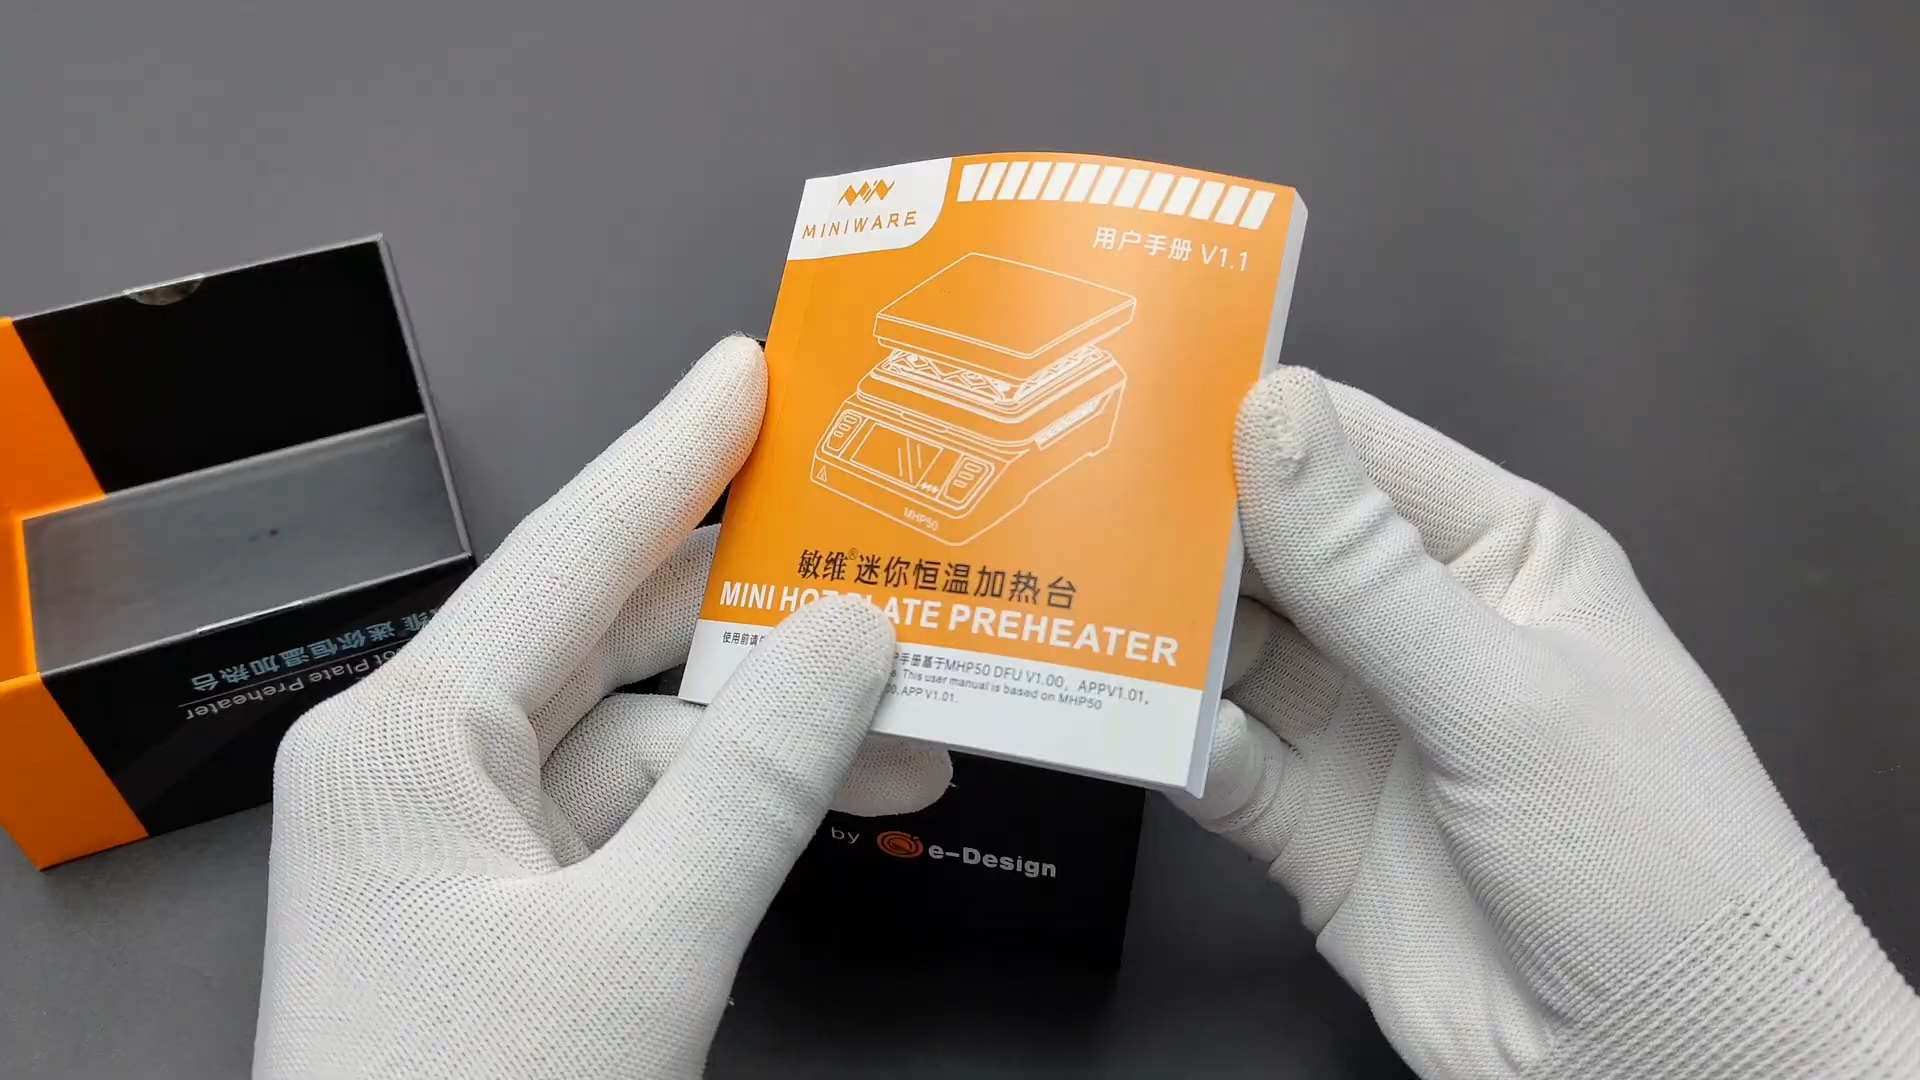 MINIWARE
用户手册 V1.1
MHP50
敏维®迷你恒温加热台
MINI HOT PLATE PREHEATER
使用前请
手册基于MHP50 DFU V1.00, APPV1.01,
This user manual is based on MHP50
APP V1.01.
迷你恒温加热台
Plate Preheater
by e-Design